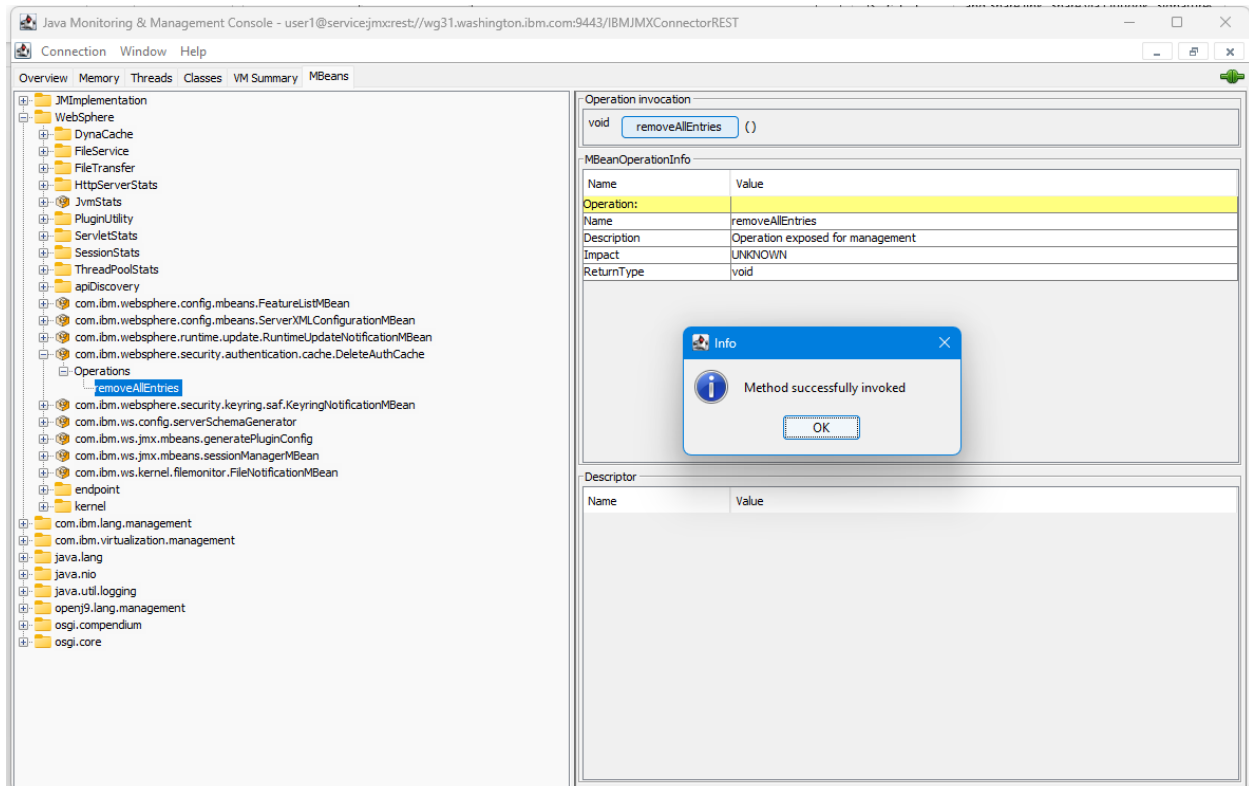 Java Monitoring & Management Console - user1@service:jmx:rest://wg31.washington.ibm.com:9443/IBMJMXConnectorREST
Connection Window Help
Overview Memory Threads Classes VM Summary MBeans
JMImplementation
WebSphere
DynaCache
FileService
FileTransfer
HttpServerStats
JvmStats
PluginUtility
ServletStats
SessionStats
ThreadPoolStats
apiDiscovery
com.ibm.websphere.config.mbeans.FeatureListMBean
com.ibm.websphere.config.mbeans.ServerXMLConfigurationMBean
com.ibm.websphere.runtime.update.RuntimeUpdateNotificationMBean
com.ibm.websphere.security.authentication.cache.DeleteAuthCache
Operations
removeAllEntries
com.ibm.websphere.security.keyring.saf.KeyringNotificationMBean
com.ibm.ws.config.serverSchemaGenerator
com.ibm.ws.jmx.mbeans.generatePluginConfig
com.ibm.ws.jmx.mbeans.sessionManagerMBean
com.ibm.ws.kernel.filemonitor.FileNotificationMBean
endpoint
kernel
com.ibm.lang.management
com.ibm.virtualization.management
java.lang
java.nio
java.util.logging
openj9.lang.management
osgi.compendium
osgi.core
Operation invocation
void removeAllEntries ()
MBeanOperationInfo
Name Value
Operation:
Name removeAllEntries
Description Operation exposed for management
Impact UNKNOWN
ReturnType void
Info
Method successfully invoked
OK
Descriptor
Name Value